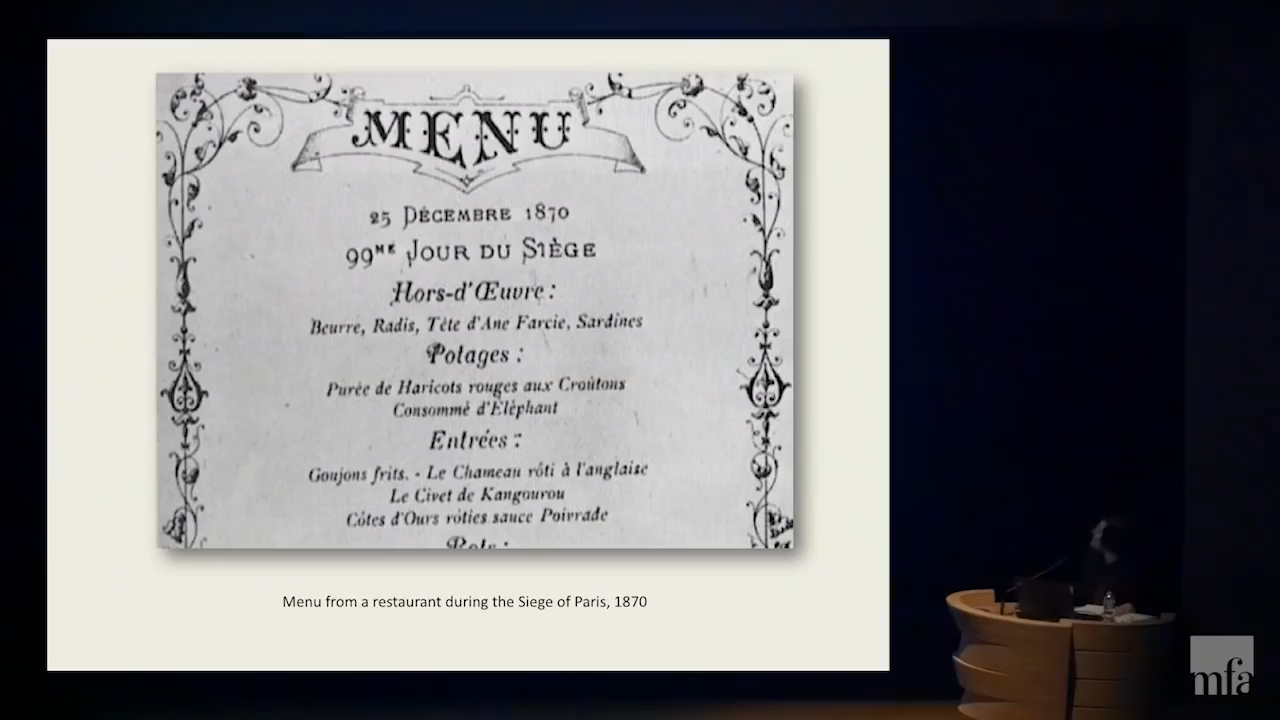 MENU
25 DÉCEMBRE 1870
99ME JOUR DU SIÈGE
Hors-d'Œuvre :
Beurre, Radis, Tête d'Ane Farcie, Sardines
Potages :
Purée de Haricots rouges aux Croûtons
Consommé d'Eléphant
Entrées :
Goujons frits. - Le Chameau rôti à l'anglaise
Le Civet de Kangourou
Côtes d'Ours rôties sauce Poivrade
Menu from a restaurant during the Siege of Paris, 1870
mfa